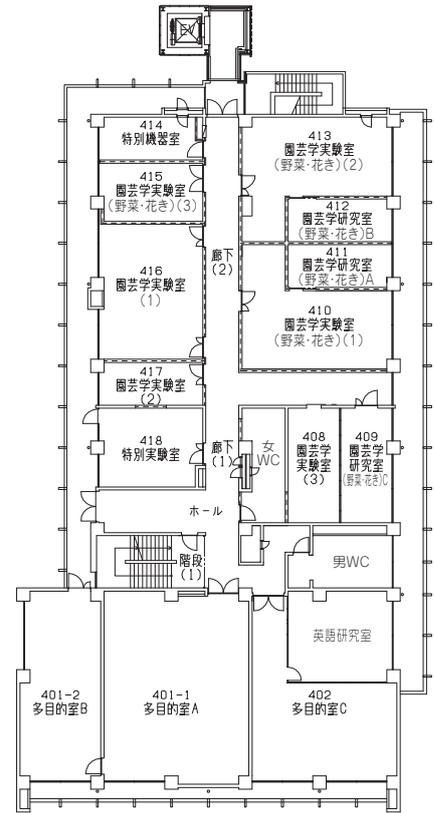 EV
414
特別機器室
413
園芸学実験室
(野菜・花き)(2)
415
園芸学実験室
(野菜・花き)(3)
412
園芸学研究室
(野菜・花き)B
廊下
(2)
411
園芸学研究室
(野菜・花き)A
416
園芸学実験室
(1)
410
園芸学実験室
(野菜・花き)(1)
417
園芸学実験室
(2)
418
特別実験室
廊下
(1)
女
WC
408
園芸学
実験室
(3)
409
園芸学
研究室
(野菜・花き)C
ホール
階段
(1)
男WC
英語研究室
401-2
多目的室B
401-1
多目的室A
402
多目的室C